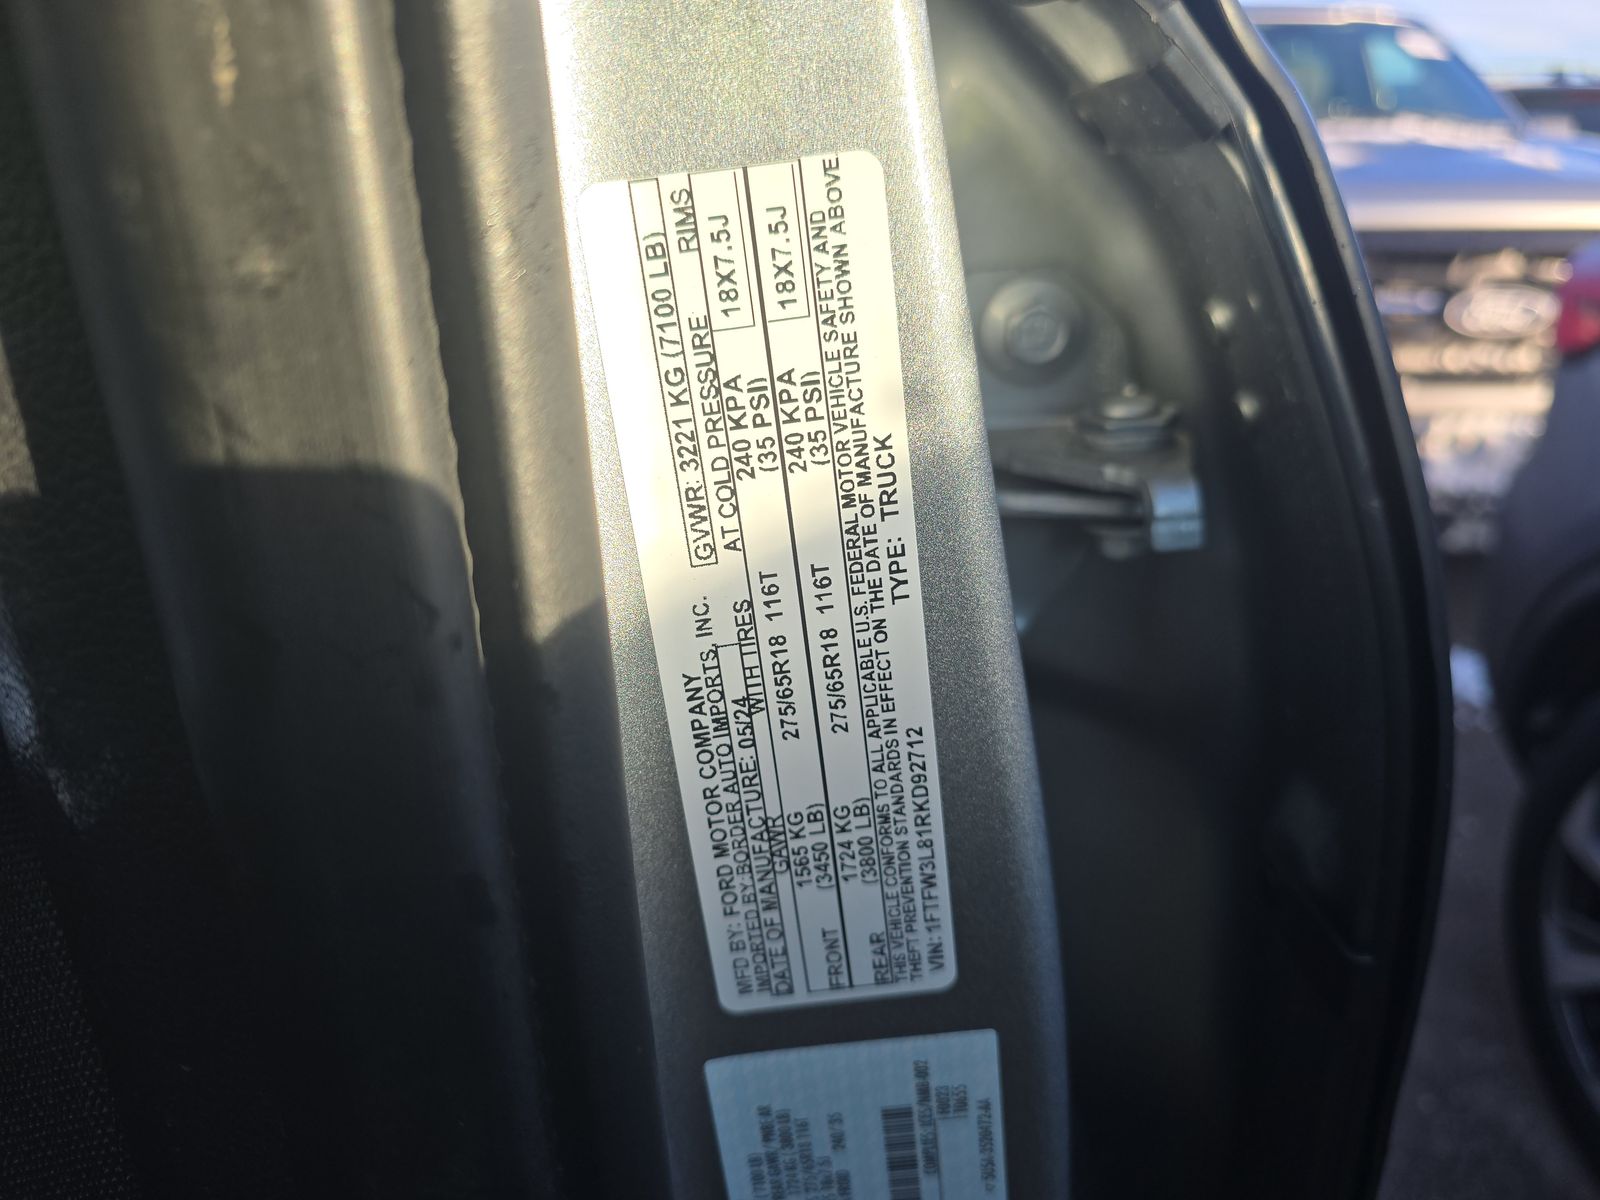 MFD BY: FORD MOTOR COMPANY
IMPORTED BY:BORDER AUTO IMPORTS, INC.
DATE OF MANUFACTURE: 05/24
GVWR: 3221 KG (7100 LB)
GAWR WITH TIRES AT COLD PRESSURE RIMS
FRONT 1565 KG 275/65R18 116T 240 KPA 18X7.5J
(3450 LB) (35 PSI)
REAR 1724 KG 275/65R18 116T 240 KPA 18X7.5J
(3800 LB) (35 PSI)
THIS VEHICLE CONFORMS TO ALL APPLICABLE U.S. FEDERAL MOTOR VEHICLE SAFETY AND
THEFT PREVENTION STANDARDS IN EFFECT ON THE DATE OF MANUFACTURE SHOWN ABOVE
VIN:1FTFW3L81RKD92712 TYPE: TRUCK
Ford